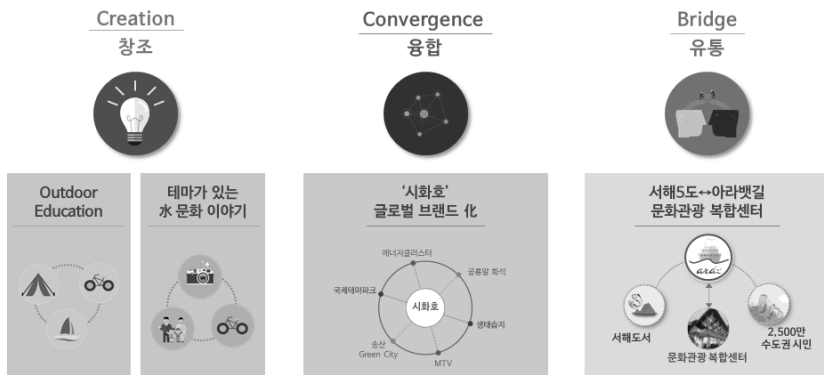 Creation
창조
Convergence
융합
Bridge
유통
Outdoor
Education
테마가 있는
水 문화 이야기
‘시화호’
글로벌 브랜드 化
에너지클러스터
공룡알 화석
국제테마파크
시화호
생태습지
송산
Green City
MTV
서해5도↔아라뱃길
문화관광 복합센터
ara
서해도서
문화관광 복합센터
2,500만
수도권 시민